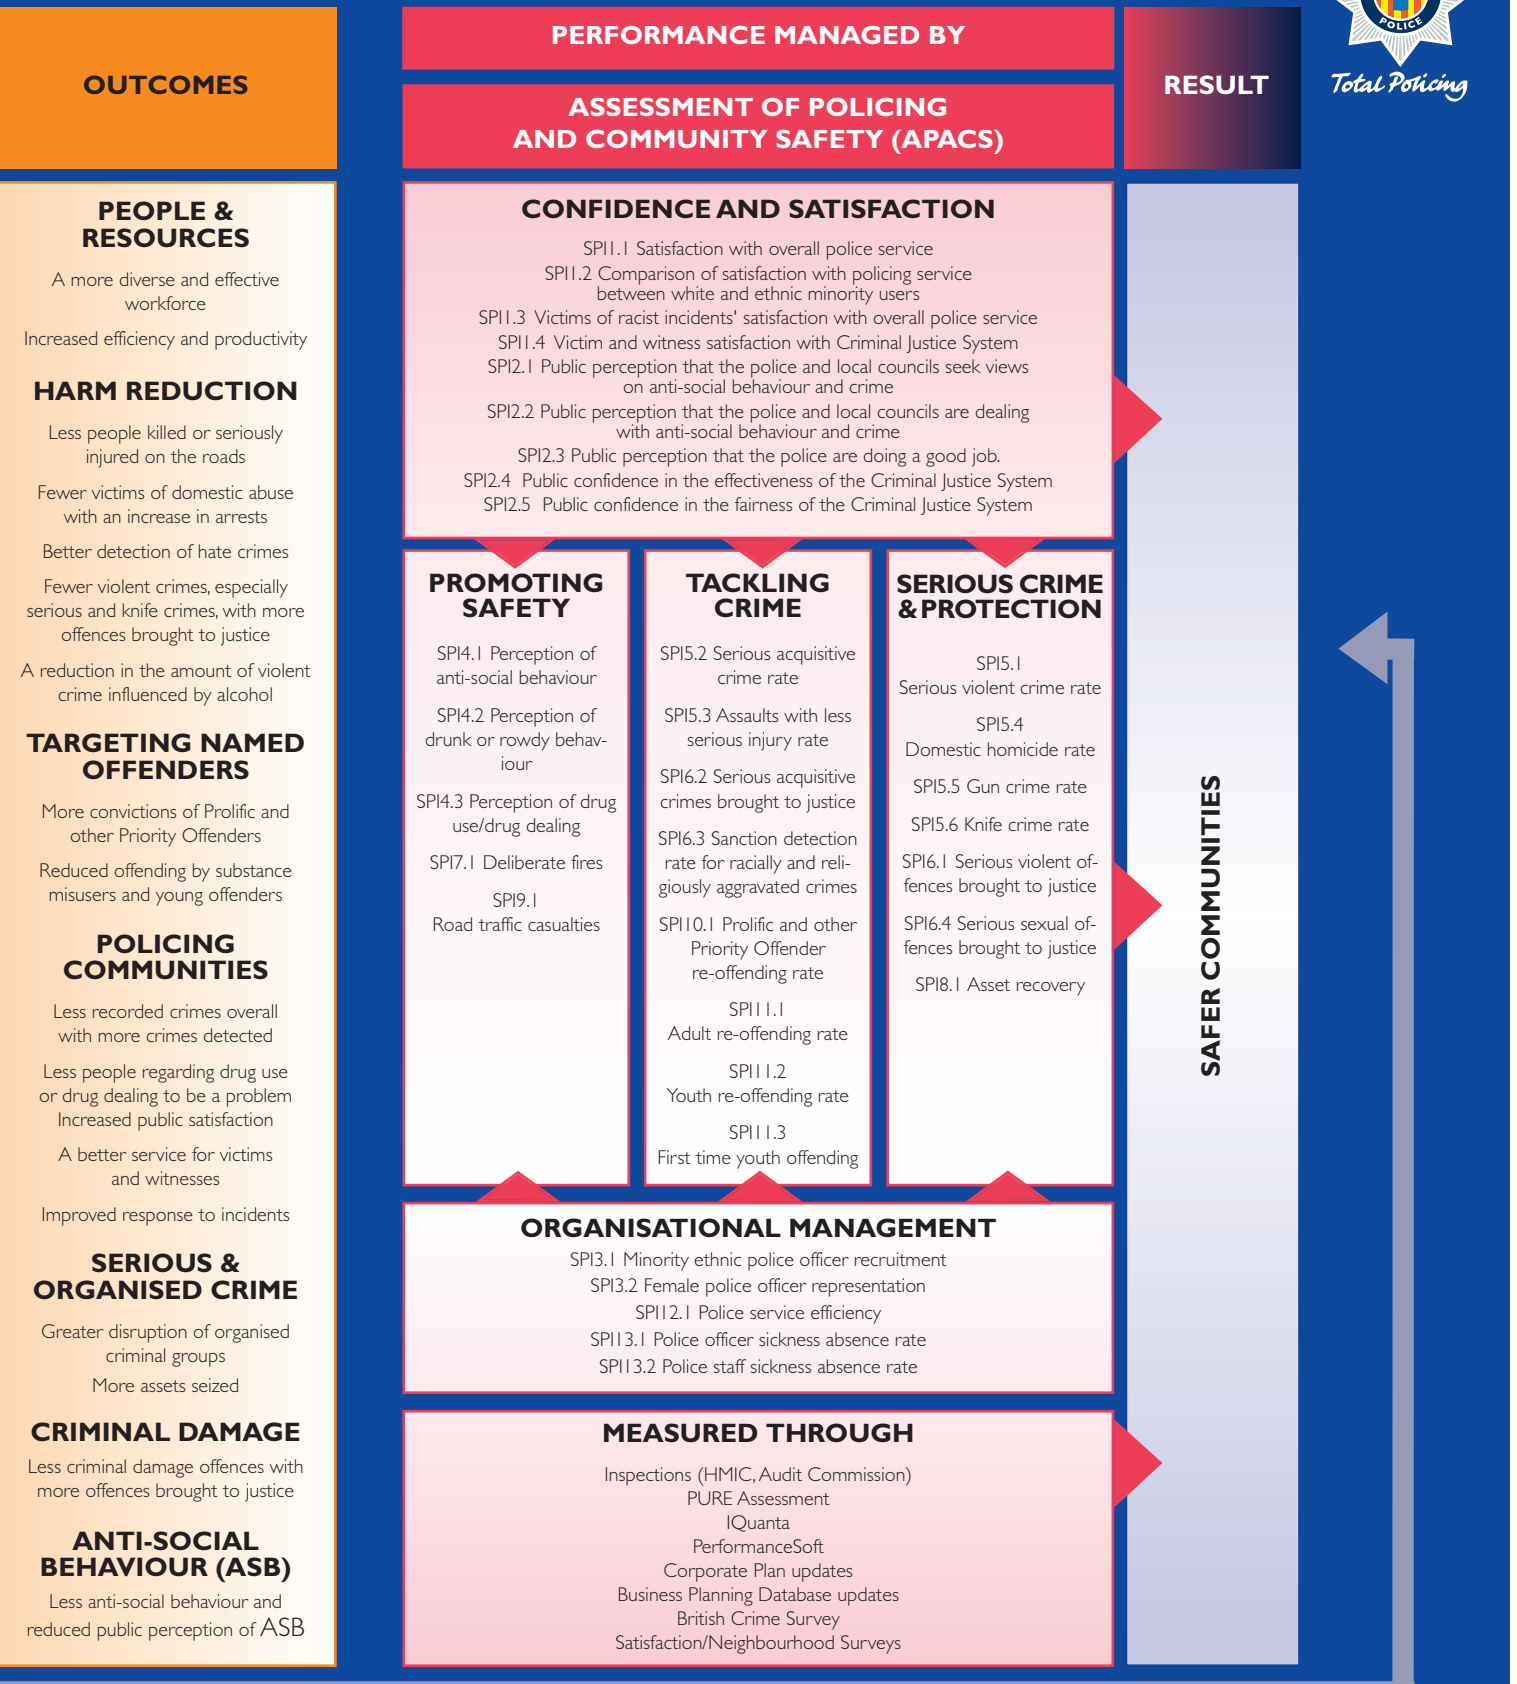 OUTCOMES
PEOPLE &
RESOURCES
A more diverse and effective
workforce
Increased efficiency and productivity
HARM REDUCTION
Less people killed or seriously
injured on the roads
Fewer victims of domestic abuse
with an increase in arrests
Better detection of hate crimes
Fewer violent crimes, especially
serious and knife crimes, with more
offences brought to justice
A reduction in the amount of violent
crime influenced by alcohol
TARGETING NAMED
OFFENDERS
More convictions of Prolific and
other Priority Offenders
Reduced offending by substance
misusers and young offenders
POLICING
COMMUNITIES
Less recorded crimes overall
with more crimes detected
Less people regarding drug use
or drug dealing to be a problem
Increased public satisfaction
A better service for victims
and witnesses
Improved response to incidents
SERIOUS &
ORGANISED CRIME
Greater disruption of organised
criminal groups
More assets seized
CRIMINAL DAMAGE
Less criminal damage offences with
more offences brought to justice
ANTI-SOCIAL
BEHAVIOUR (ASB)
Less anti-social behaviour and
reduced public perception of ASB
PERFORMANCE MANAGED BY
ASSESSMENT OF POLICING
AND COMMUNITY SAFETY (APACS)
CONFIDENCE AND SATISFACTION
SPI1.1 Satisfaction with overall police service
SPI1.2 Comparison of satisfaction with policing service
between white and ethnic minority users
SPI1.3 Victims of racist incidents' satisfaction with overall police service
SPI1.4 Victim and witness satisfaction with Criminal Justice System
SPI2.1 Public perception that the police and local councils seek views
on anti-social behaviour and crime
SPI2.2 Public perception that the police and local councils are dealing
with anti-social behaviour and crime
SPI2.3 Public perception that the police are doing a good job.
SPI2.4 Public confidence in the effectiveness of the Criminal Justice System
SPI2.5 Public confidence in the fairness of the Criminal Justice System
PROMOTING
SAFETY
SPI4.1 Perception of
anti-social behaviour
SPI4.2 Perception of
drunk or rowdy behav-
iour
SPI4.3 Perception of drug
use/drug dealing
SPI7.1 Deliberate fires
SPI9.1
Road traffic casualties
TACKLING
CRIME
SPI5.2 Serious acquisitive
crime rate
SPI5.3 Assaults with less
serious injury rate
SPI6.2 Serious acquisitive
crimes brought to justice
SPI6.3 Sanction detection
rate for racially and reli-
giously aggravated crimes
SPI10.1 Prolific and other
Priority Offender
re-offending rate
SPI11.1
Adult re-offending rate
SPI11.2
Youth re-offending rate
SPI11.3
First time youth offending
SERIOUS CRIME
& PROTECTION
SPI5.1
Serious violent crime rate
SPI5.4
Domestic homicide rate
SPI5.5 Gun crime rate
SPI5.6 Knife crime rate
SPI6.1 Serious violent of-
fences brought to justice
SPI6.4 Serious sexual of-
fences brought to justice
SPI8.1 Asset recovery
ORGANISATIONAL MANAGEMENT
SPI3.1 Minority ethnic police officer recruitment
SPI3.2 Female police officer representation
SPI12.1 Police service efficiency
SPI13.1 Police officer sickness absence rate
SPI13.2 Police staff sickness absence rate
MEASURED THROUGH
Inspections (HMIC, Audit Commission)
PURE Assessment
IQuanta
PerformanceSoft
Corporate Plan updates
Business Planning Database updates
British Crime Survey
Satisfaction/Neighbourhood Surveys
RESULT
SAFER COMMUNITIES
POLICE
Total Policing